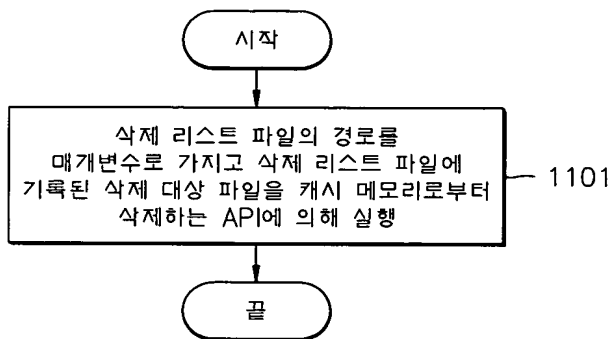 시작
삭제 리스트 파일의 경로를
매개변수로 가지고 삭제 리스트 파일에
기록된 삭제 대상 파일을 캐시 메모리로부터
삭제하는 API에 의해 실행
1101
끝